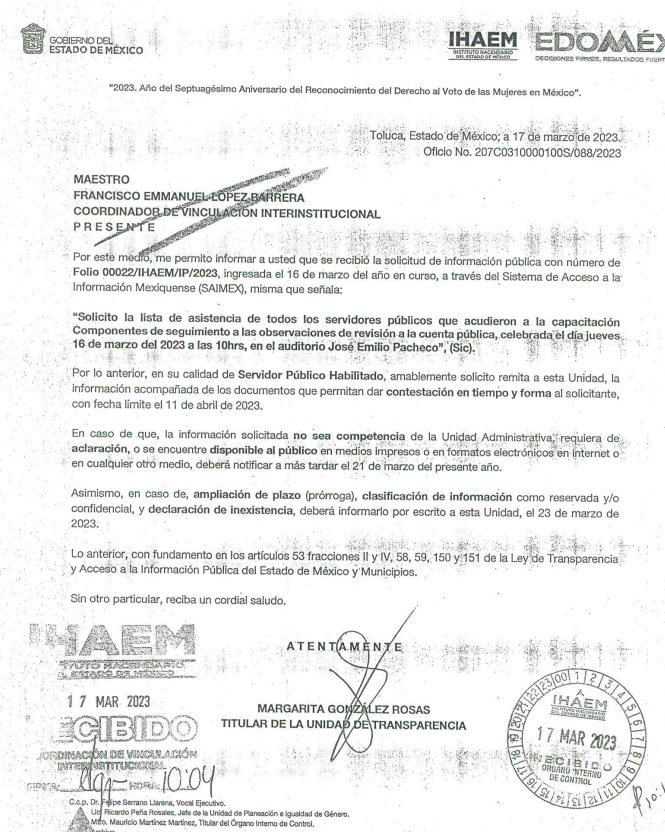 GOBIERNO DEL
ESTADO DE MÉXICO
IHAEM
INSTITUTO HACENDARIO
DEL ESTADO DE MÉXICO
EDOMÉX
DECISIONES FIRMES, RESULTADOS FUERT
"2023. Año del Septuagésimo Aniversario del Reconocimiento del Derecho al Voto de las Mujeres en México".
Toluca, Estado de México; a 17 de marzo de 2023.
Oficio No. 207C0310000100S/088/2023
MAESTRO
FRANCISCO EMMANUEL LÓPEZ BARRERA
COORDINADOR DE VINCULACIÓN INTERINSTITUCIONAL
P R E S E N T E
Por este medio, me permito informar a usted que se recibió la solicitud de información pública con número de
Folio 00022/IHAEM/IP/2023, ingresada el 16 de marzo del año en curso, a través del Sistema de Acceso a la
Información Mexiquense (SAIMEX), misma que señala:
"Solicito la lista de asistencia de todos los servidores públicos que acudieron a la capacitación
Componentes de seguimiento a las observaciones de revisión a la cuenta pública, celebrada el día jueves
16 de marzo del 2023 a las 10hrs, en el auditorio José Emilio Pacheco", (Sic).
Por lo anterior, en su calidad de Servidor Público Habilitado, amablemente solicito remita a esta Unidad, la
información acompañada de los documentos que permitan dar contestación en tiempo y forma al solicitante,
con fecha límite el 11 de abril de 2023.
En caso de que, la información solicitada no sea competencia de la Unidad Administrativa, requiera de
aclaración, o se encuentre disponible al público en medios impresos o en formatos electrónicos en internet o
en cualquier otro medio, deberá notificar a más tardar el 21 de marzo del presente año.
Asimismo, en caso de, ampliación de plazo (prórroga), clasificación de información como reservada y/o
confidencial, y declaración de inexistencia, deberá informarlo por escrito a esta Unidad, el 23 de marzo de
2023.
Lo anterior, con fundamento en los artículos 53 fracciones II y IV, 58, 59, 150 y 151 de la Ley de Transparencia
y Acceso a la Información Pública del Estado de México y Municipios.
Sin otro particular, reciba un cordial saludo.
A T E N T A M E N T E
MARGARITA GONZÁLEZ ROSAS
TITULAR DE LA UNIDAD DE TRANSPARENCIA
IHAEM
17 MAR 2023
ECIBIDO
ORDINACIÓN DE VINCULACIÓN
INTERINSTITUCIONAL
HORA: 10:04
IHAEM
17 MAR 2023
RECIBIDO
ORGANO INTERNO
DE CONTROL
C.c.p. Dr. Felipe Serrano Llarena, Vocal Ejecutivo.
Lic. Ricardo Peña Rosales, Jefe de la Unidad de Planeación e Igualdad de Género.
Mtro. Mauricio Martínez Martínez, Titular del Órgano Interno de Control.
Archivo